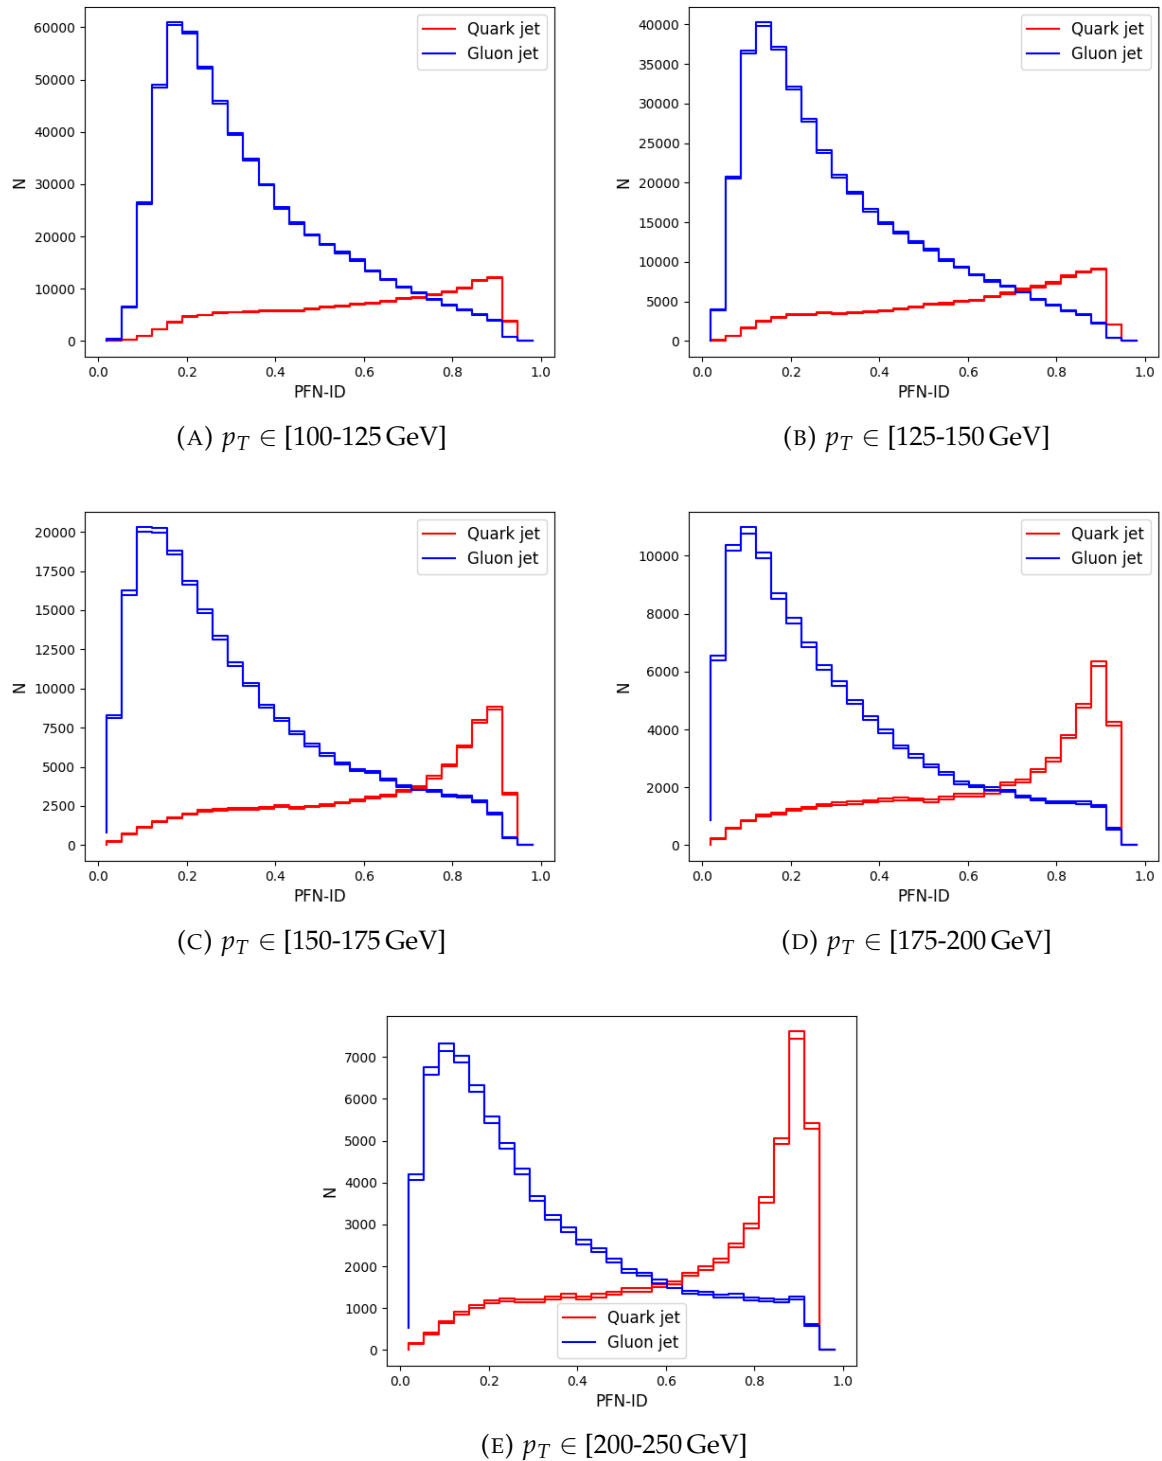 60000
50000
40000
30000
20000
10000
0
N
0.0 0.2 0.4 0.6 0.8 1.0
PFN-ID
Quark jet
Gluon jet
(A) p_T ∈ [100-125 GeV]
40000
35000
30000
25000
20000
15000
10000
5000
0
N
0.0 0.2 0.4 0.6 0.8 1.0
PFN-ID
Quark jet
Gluon jet
(B) p_T ∈ [125-150 GeV]
20000
17500
15000
12500
10000
7500
5000
2500
0
N
0.0 0.2 0.4 0.6 0.8 1.0
PFN-ID
Quark jet
Gluon jet
(C) p_T ∈ [150-175 GeV]
10000
8000
6000
4000
2000
0
N
0.0 0.2 0.4 0.6 0.8 1.0
PFN-ID
Quark jet
Gluon jet
(D) p_T ∈ [175-200 GeV]
7000
6000
5000
4000
3000
2000
1000
0
N
0.0 0.2 0.4 0.6 0.8 1.0
PFN-ID
Quark jet
Gluon jet
(E) p_T ∈ [200-250 GeV]